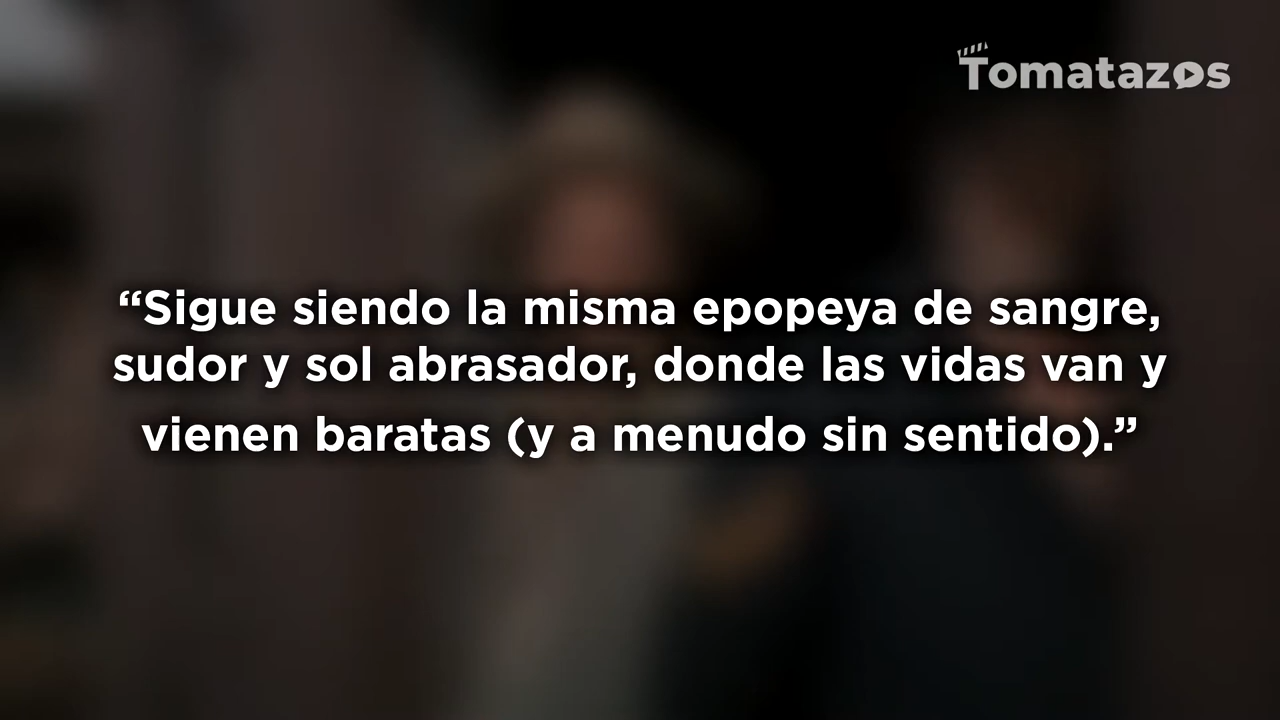 Tomatazos
“Sigue siendo la misma epopeya de sangre,
sudor y sol abrasador, donde las vidas van y
vienen baratas (y a menudo sin sentido).”